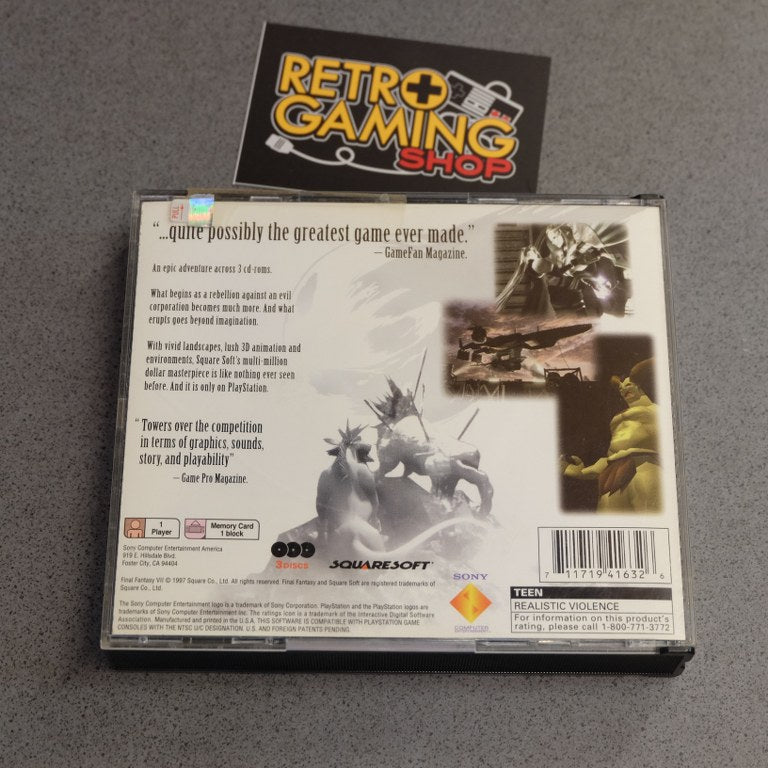 RETRO
GAMING
SHOP
PULL
"...quite possibly the greatest game ever made."
— GameFan Magazine.
An epic adventure across 3 cd-roms.
What begins as a rebellion against an evil
corporation becomes much more. And what
erupts goes beyond imagination.
With vivid landscapes, lush 3D animation and
environments, Square Soft's multi-million
dollar masterpiece is like nothing ever seen
before. And it is only on PlayStation.
"Towers over the competition
in terms of graphics, sounds,
story, and playability"
— Game Pro Magazine.
1
Player
Memory Card
1 block
Sony Computer Entertainment America
919 E. Hillsdale Blvd.
Foster City, CA 94404
3 DISCS
SQUARESOFT
SONY
COMPUTER
7 11719 41632 6
TEEN
REALISTIC VIOLENCE
For information on this product's
rating, please call 1-800-771-3772
Final Fantasy VII © 1997 Square Co., Ltd. All rights reserved. Final Fantasy and Square Soft are registered trademarks of
Square Co., Ltd.
The Sony Computer Entertainment logo is a trademark of Sony Corporation. PlayStation and the PlayStation logos are
trademarks of Sony Computer Entertainment Inc. The ratings icon is a trademark of the Interactive Digital Software
Association. Manufactured and printed in the U.S.A. THIS SOFTWARE IS COMPATIBLE WITH PLAYSTATION GAME
CONSOLES WITH THE NTSC U/C DESIGNATION. U.S. AND FOREIGN PATENTS PENDING.